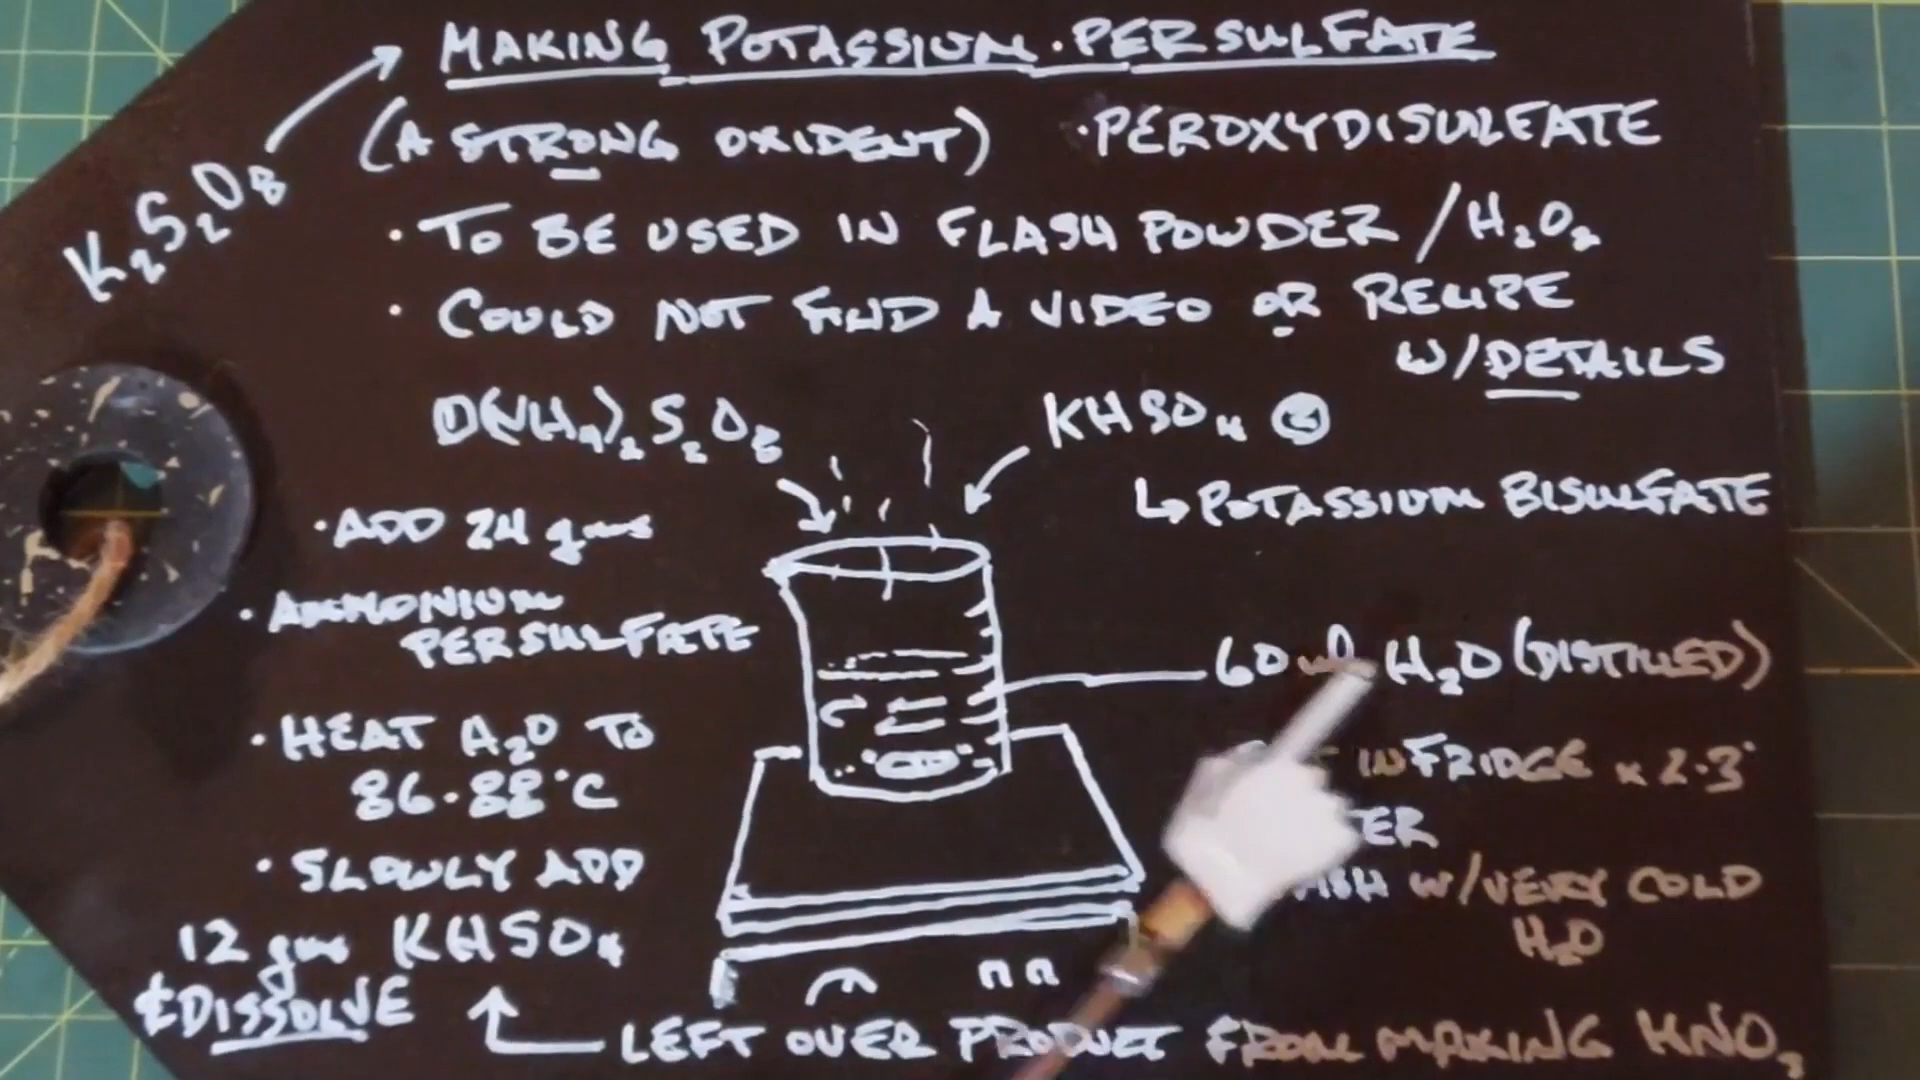 MAKING POTASSIUM • PERSULFATE
K₂S₂O₈
(A STRONG OXIDENT) • PEROXYDISULFATE
• TO BE USED IN FLASH POWDER / H₂O₂
• COULD NOT FIND A VIDEO OR RECIPE
W/DETAILS
①(NH₄)₂S₂O₈
KHSO₄ ②
↳ POTASSIUM BISULFATE
• ADD 24 gms
• AMMONIUM
PERSULFATE
60 ml H₂O (DISTILLED)
• HEAT H₂O TO
86-88°C
IN FRIDGE x 2-3°
• SLOWLY ADD
12 gms KHSO₄
& DISSOLVE
W/VERY COLD
H₂O
LEFT OVER PRODUCT FROM MAKING KNO₃